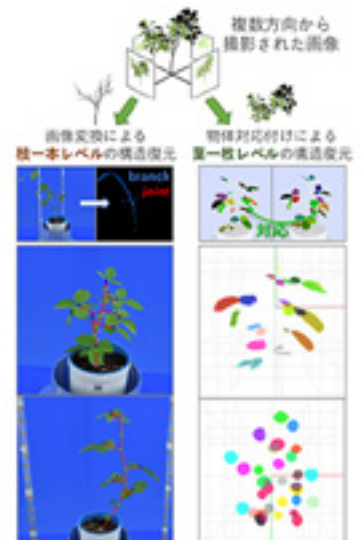 複数方向から
撮影された画像
画像変換による
枝一本レベルの構造復元
物体対応付けによる
葉一枚レベルの構造復元
branch
joint
対応